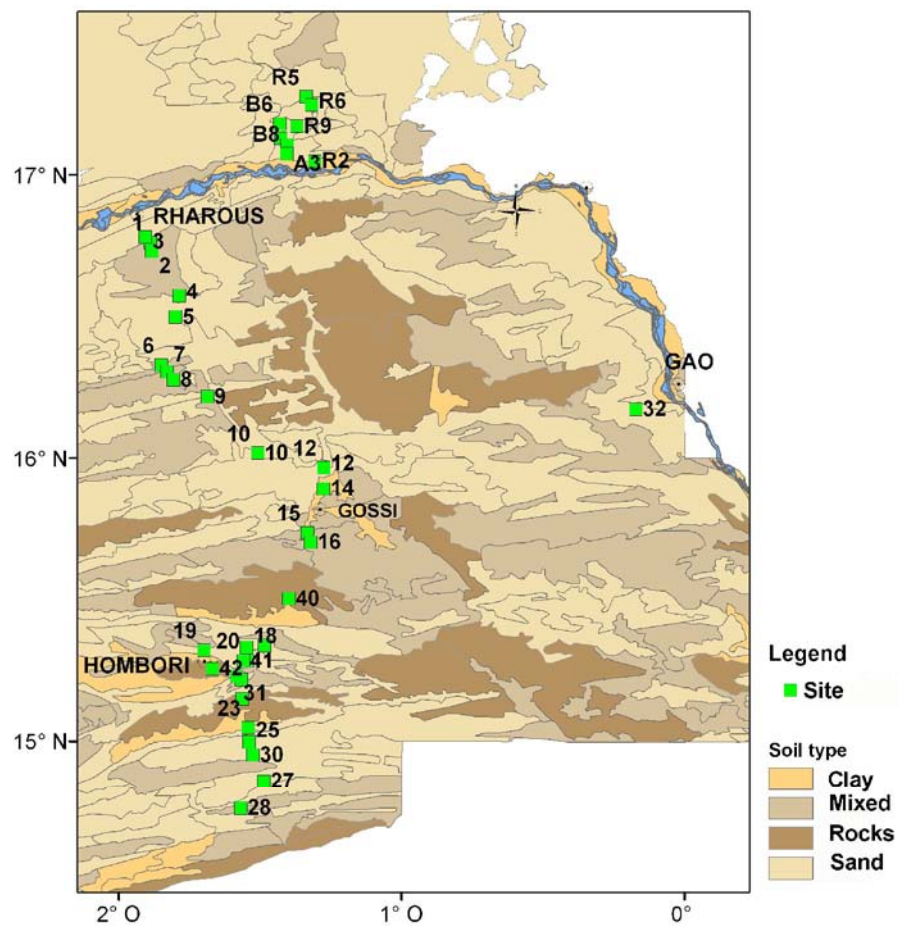 R5
R6
B6
R9
B8
A3 R2
17° N
RHAROUS
1
3
2
4
5
6
7
8
9
GAO
32
10
10
12
12
16° N
14
GOSSI
15
16
40
19
20
18
41
HOMBORI
42
31
23
25
15° N
30
27
28
2° O
1° O
0°
Legend
Site
Soil type
Clay
Mixed
Rocks
Sand